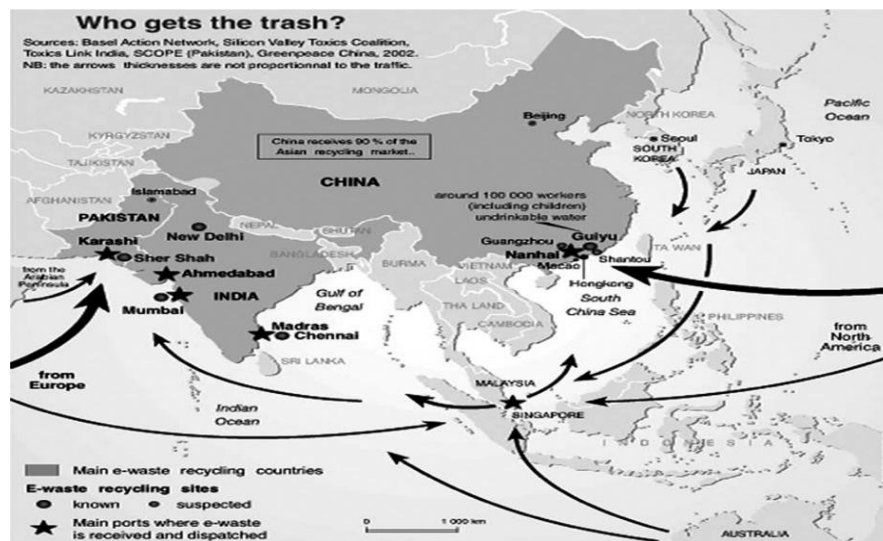 Who gets the trash?
Sources: Basel Action Network, Silicon Valley Toxics Coalition,
Toxics Link India, SCOPE (Pakistan), Greenpeace China, 2002.
NB: the arrows thicknesses are not proportionnal to the traffic.
KAZAKHSTAN
MONGOLIA
Pacific
Ocean
KYRGYZSTAN
Beijing
NORTH KOREA
Seoul
SOUTH
KOREA
Tokyo
JAPAN
China receives 90 % of the
Asian recycling market..
TAJIKISTAN
CHINA
AFGHANISTAN
Islamabad
PAKISTAN
around 100 000 workers
(including children)
undrinkable water
NEPAL
BHUTAN
New Delhi
Karashi
Sher Shah
BANGLADESH
Guangzhou
Guiyu
Nanhai
Shantou
Macao
Hongkong
TA WAN
from the
Arabian
Peninsula
Ahmedabad
BURMA
VIETNAM
LAOS
INDIA
Mumbai
Gulf of
Bengal
THA LAND
South
China Sea
CAMBODIA
PHILIPPINES
Madras
Chennai
SRI LANKA
from
North
America
from
Europe
MALAYSIA
SINGAPORE
Indian
Ocean
INDONESIA
Main e-waste recycling countries
E-waste recycling sites
known
suspected
Main ports where e-waste
is received and dispatched
0
1 000 km
AUSTRALIA